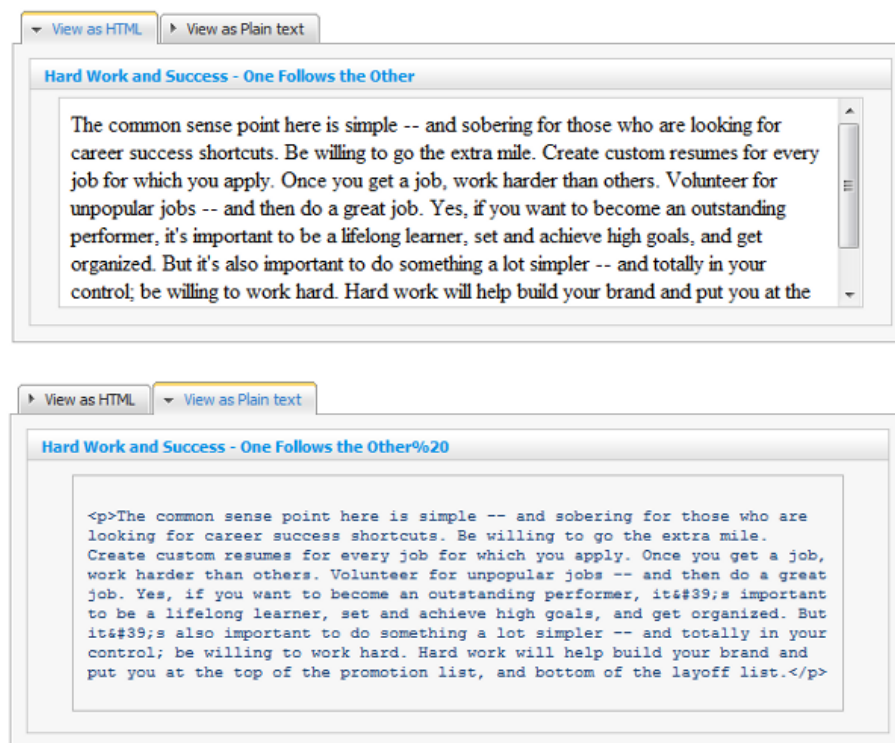 View as HTML View as Plain text
Hard Work and Success - One Follows the Other
The common sense point here is simple -- and sobering for those who are looking for
career success shortcuts. Be willing to go the extra mile. Create custom resumes for every
job for which you apply. Once you get a job, work harder than others. Volunteer for
unpopular jobs -- and then do a great job. Yes, if you want to become an outstanding
performer, it's important to be a lifelong learner, set and achieve high goals, and get
organized. But it's also important to do something a lot simpler -- and totally in your
control; be willing to work hard. Hard work will help build your brand and put you at the
View as HTML View as Plain text
Hard Work and Success - One Follows the Other%20
<p>The common sense point here is simple -- and sobering for those who are
looking for career success shortcuts. Be willing to go the extra mile.
Create custom resumes for every job for which you apply. Once you get a job,
work harder than others. Volunteer for unpopular jobs -- and then do a great
job. Yes, if you want to become an outstanding performer, it&#39;s important
to be a lifelong learner, set and achieve high goals, and get organized. But
it&#39;s also important to do something a lot simpler -- and totally in your
control; be willing to work hard. Hard work will help build your brand and
put you at the top of the promotion list, and bottom of the layoff list.</p>